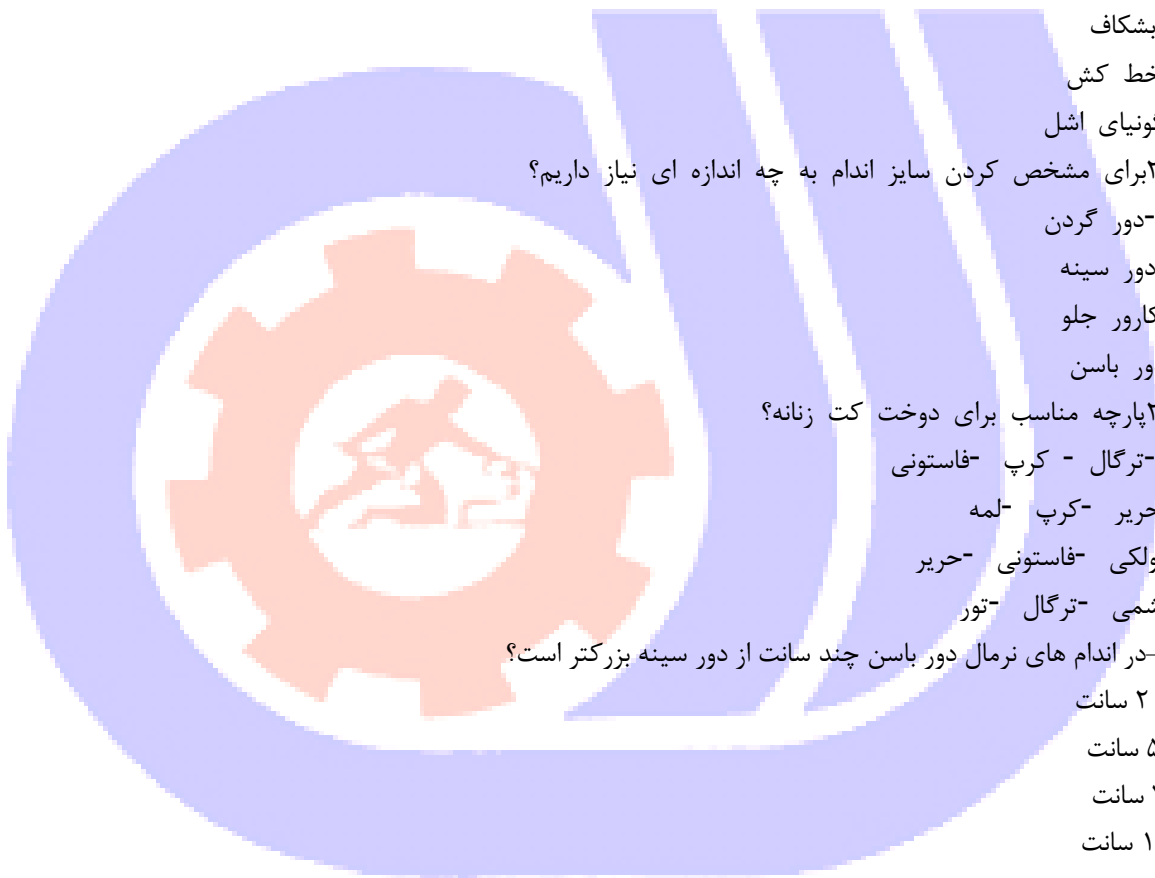 بشکاف
خط کش
گونیای اشل
۲برای مشخص کردن سایز اندام به چه اندازه ای نیاز داریم؟
-دور گردن
دور سینه
کارور جلو
ور باسن
۲پارچه مناسب برای دوخت کت زنانه؟
-ترگال - کرپ -فاستونی
حریر -کرپ -لمه
ولکی -فاستونی -حریر
شمی -ترگال -تور
–در اندام های نرمال دور باسن چند سانت از دور سینه بزرکتر است؟
۲ سانت
۵ سانت
سانت
۱ سانت